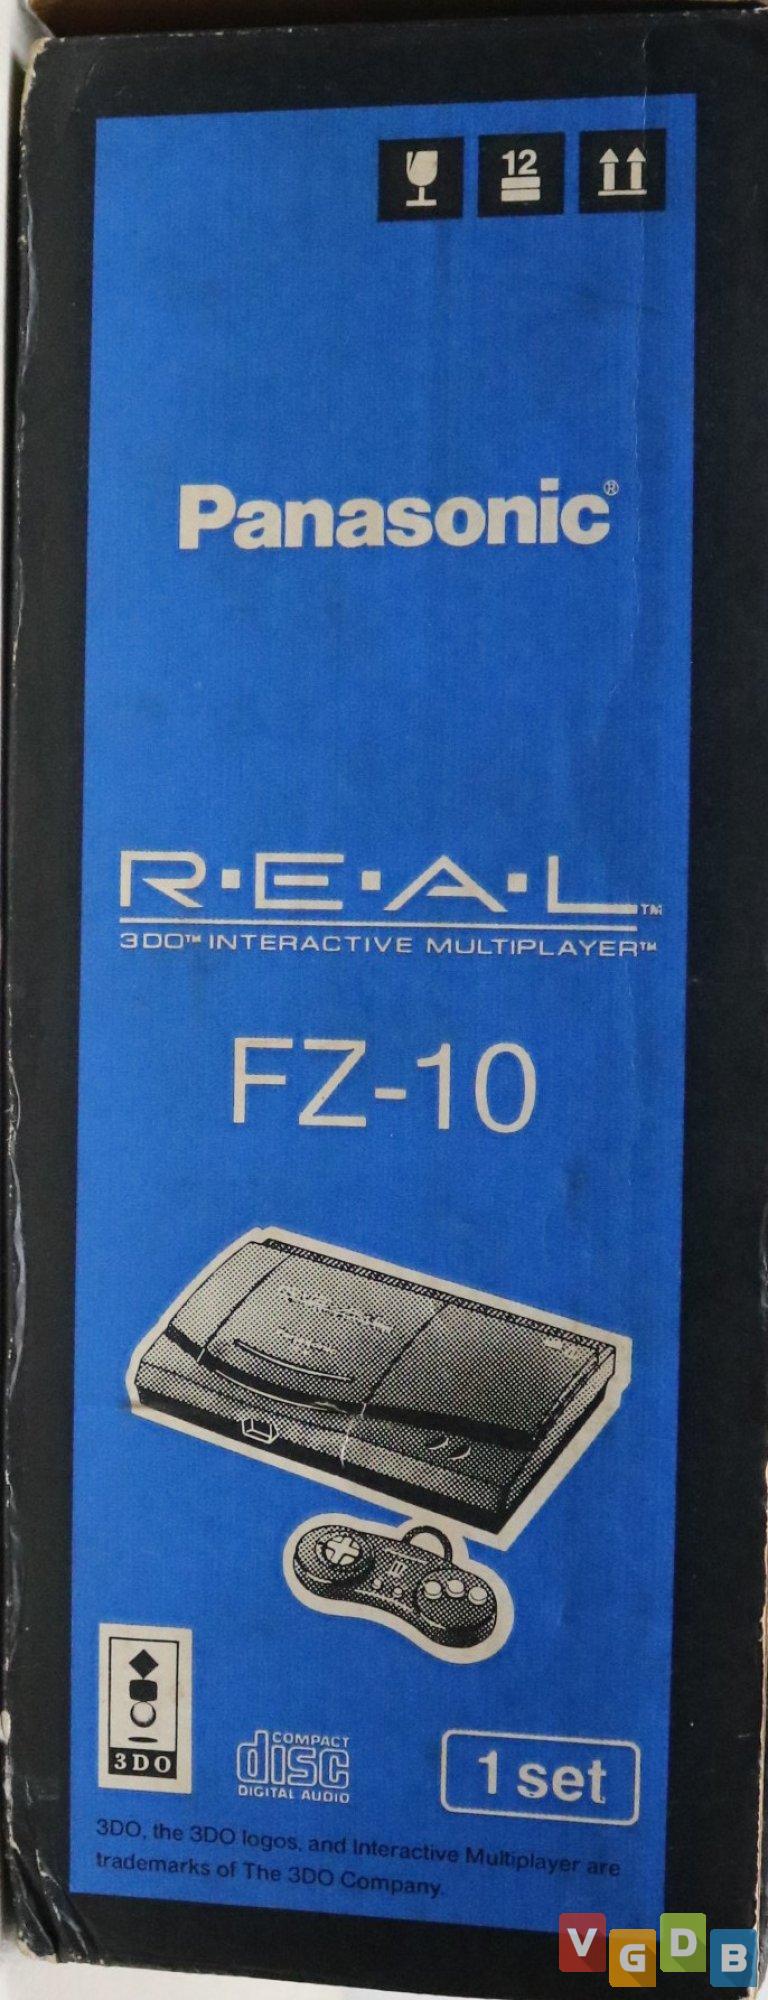 12
Panasonic®
R·E·A·L™
3DO™ INTERACTIVE MULTIPLAYER™
FZ-10
3DO
COMPACT
disc
DIGITAL AUDIO
1 set
3DO, the 3DO logos, and Interactive Multiplayer are
trademarks of The 3DO Company.
VGDB